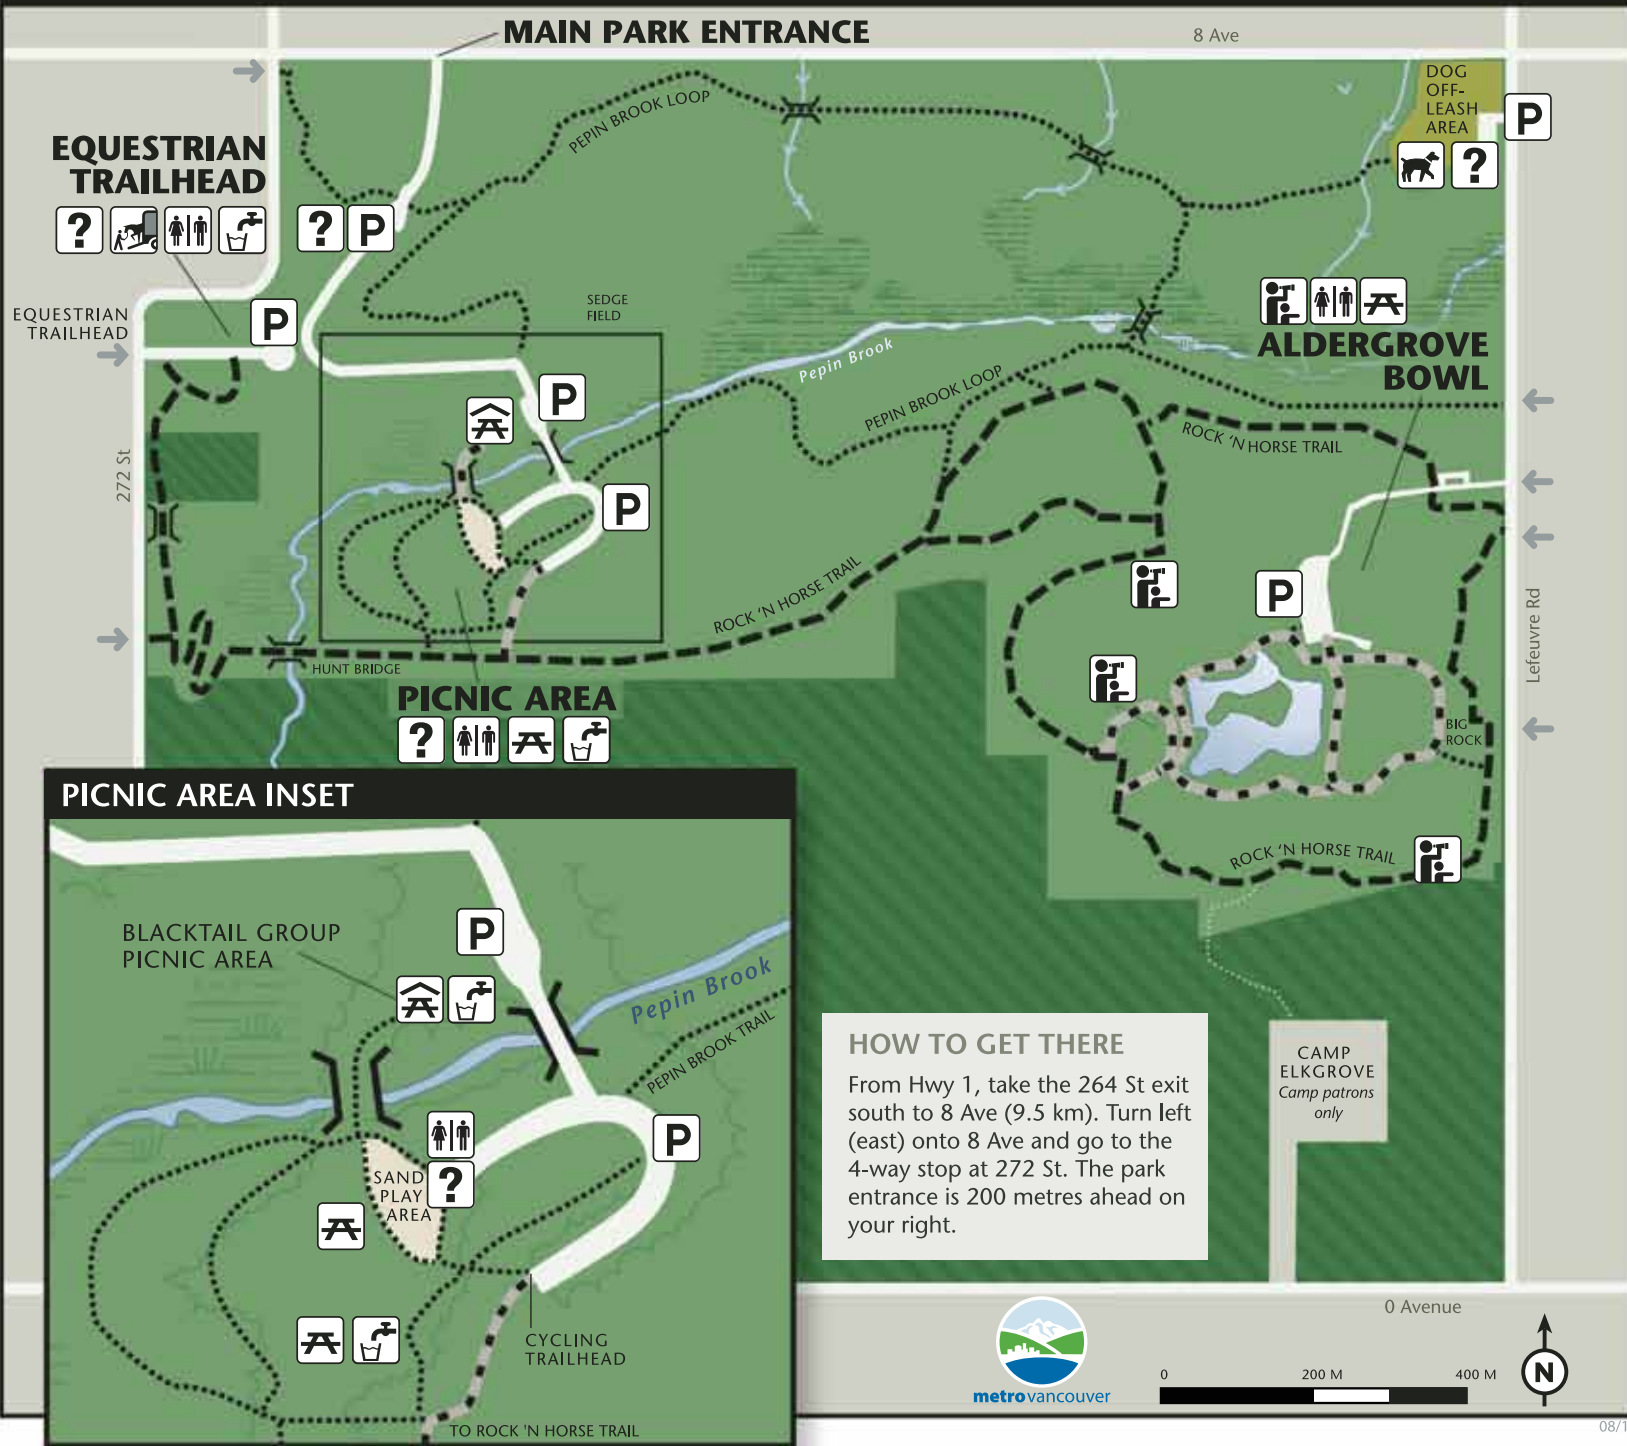 MAIN PARK ENTRANCE
8 Ave
DOG
OFF-
LEASH
AREA
P
?
PEPIN BROOK LOOP
EQUESTRIAN
TRAILHEAD
?
? P
EQUESTRIAN
TRAILHEAD
P
SEDGE
FIELD
ALDERGROVE
BOWL
Pepin Brook
P
PEPIN BROOK LOOP
ROCK 'N HORSE TRAIL
272 St
P
ROCK 'N HORSE TRAIL
P
Lefeuvre Rd
HUNT BRIDGE
PICNIC AREA
?
BIG
ROCK
ROCK 'N HORSE TRAIL
PICNIC AREA INSET
BLACKTAIL GROUP
PICNIC AREA
P
Pepin Brook
PEPIN BROOK TRAIL
P
SAND
PLAY
AREA
?
CYCLING
TRAILHEAD
TO ROCK 'N HORSE TRAIL
HOW TO GET THERE
From Hwy 1, take the 264 St exit
south to 8 Ave (9.5 km). Turn left
(east) onto 8 Ave and go to the
4-way stop at 272 St. The park
entrance is 200 metres ahead on
your right.
CAMP
ELKGROVE
Camp patrons
only
0 Avenue
metrovancouver
0 200 M 400 M
N